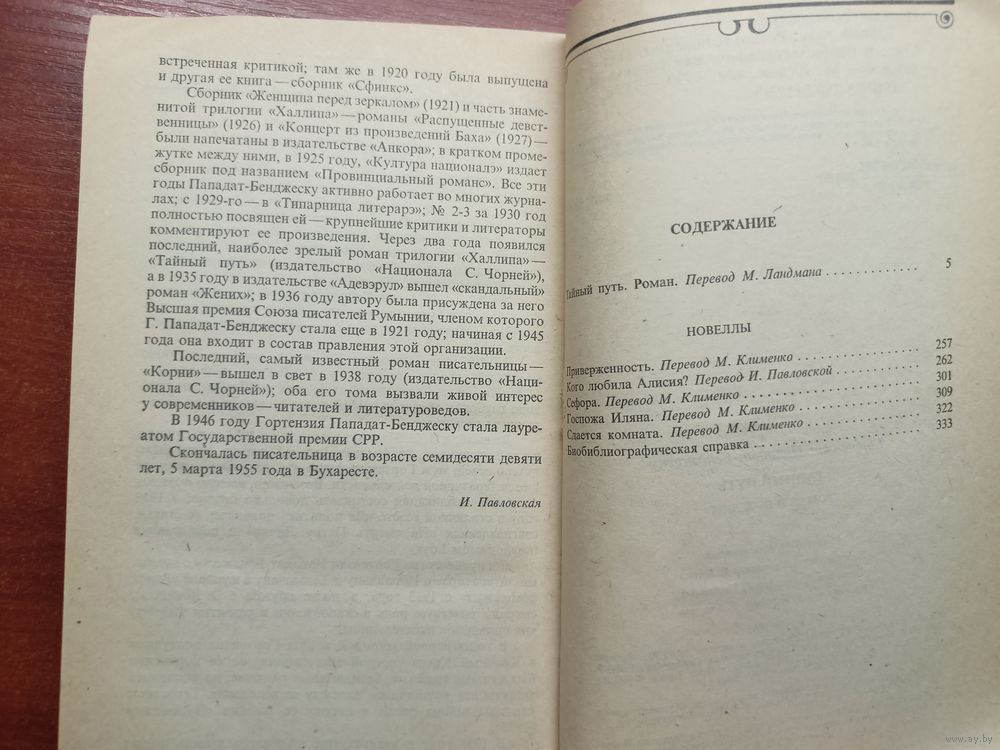 встреченная критикой; там же в 1920 году была выпущена
и другая ее книга — сборник «Сфинкс».
Сборник «Женщина перед зеркалом» (1921) и часть знаме-
нитой трилогии «Халлипа» — романы «Распущенные девст-
венницы» (1926) и «Концерт из произведений Баха» (1927) —
были напечатаны в издательстве «Анкора»; в кратком проме-
жутке между ними, в 1925 году, «Културa националэ» издает
сборник под названием «Провинциальный романс». Все эти
годы Пападат-Бенджеску активно работает во многих журна-
лах; с 1929-го — в «Типарница литерарэ»; № 2-3 за 1930 год
полностью посвящен ей — крупнейшие критики и литераторы
комментируют ее произведения. Через два года появился
последний, наиболее зрелый роман трилогии «Халлипа» —
«Тайный путь» (издательство «Национала С. Чорней»),
а в 1935 году в издательстве «Адевэрул» вышел «скандальный»
роман «Жених»; в 1936 году автору была присуждена за него
Высшая премия Союза писателей Румынии, членом которого
Г. Пападат-Бенджеску стала еще в 1921 году; начиная с 1945
года она входит в состав правления этой организации.
Последний, самый известный роман писательницы —
«Корни» — вышел в свет в 1938 году (издательство «Наци-
онала С. Чорней»); оба его тома вызвали живой интерес
у современников — читателей и литературоведов.
В 1946 году Гортензия Пападат-Бенджеску стала лауре-
атом Государственной премии СРР.
Скончалась писательница в возрасте семидесяти девяти
лет, 5 марта 1955 года в Бухаресте.
И. Павловская
СОДЕРЖАНИЕ
Тайный путь. Роман. Перевод М. Ландмана . . . . . . . . . . 5
НОВЕЛЛЫ
Приверженность. Перевод М. Клименко . . . . . . . . . . 257
Кого любила Алисия? Перевод И. Павловской . . . . . . . . 262
Сефора. Перевод М. Клименко . . . . . . . . . . 301
Госпожа Иляна. Перевод М. Клименко . . . . . . . . . . 309
Сдается комната. Перевод М. Клименко . . . . . . . . . . 322
Биобиблиографическая справка . . . . . . . . . . 333
www.ay.by